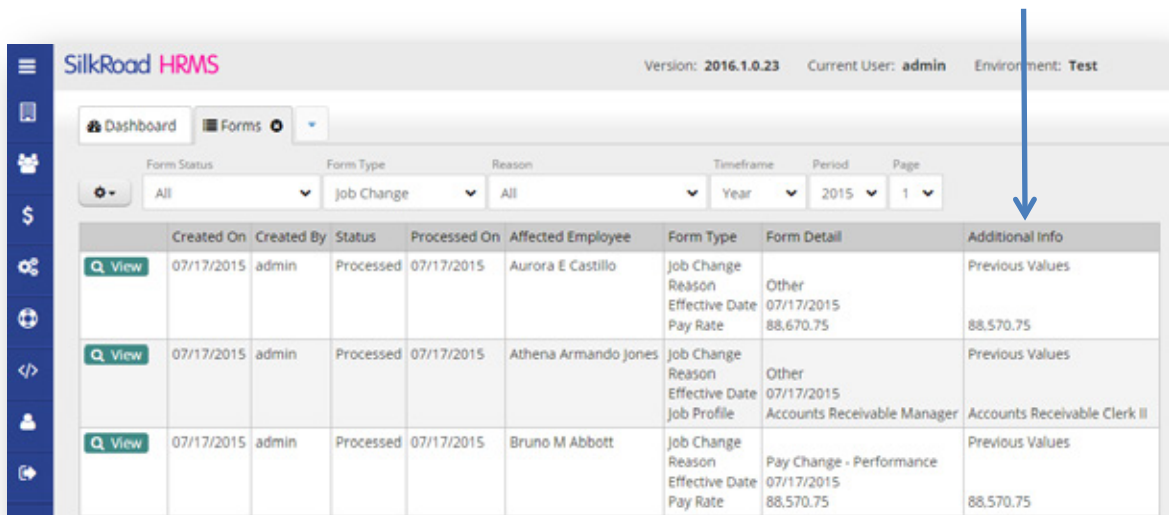 SilkRoad HRMS Version: 2016.1.0.23 Current User: admin Environment: Test
Dashboard Forms
Form Status Form Type Reason Timeframe Period Page
All Job Change All Year 2015 1
Created On Created By Status Processed On Affected Employee Form Type Form Detail Additional Info
View 07/17/2015 admin Processed 07/17/2015 Aurora E Castillo Job Change Previous Values
Reason Other
Effective Date 07/17/2015
Pay Rate 88,670.75 88,570.75
View 07/17/2015 admin Processed 07/17/2015 Athena Armando Jones Job Change Previous Values
Reason Other
Effective Date 07/17/2015
Job Profile Accounts Receivable Manager Accounts Receivable Clerk II
View 07/17/2015 admin Processed 07/17/2015 Bruno M Abbott Job Change Previous Values
Reason Pay Change - Performance
Effective Date 07/17/2015
Pay Rate 88,570.75 88,570.75